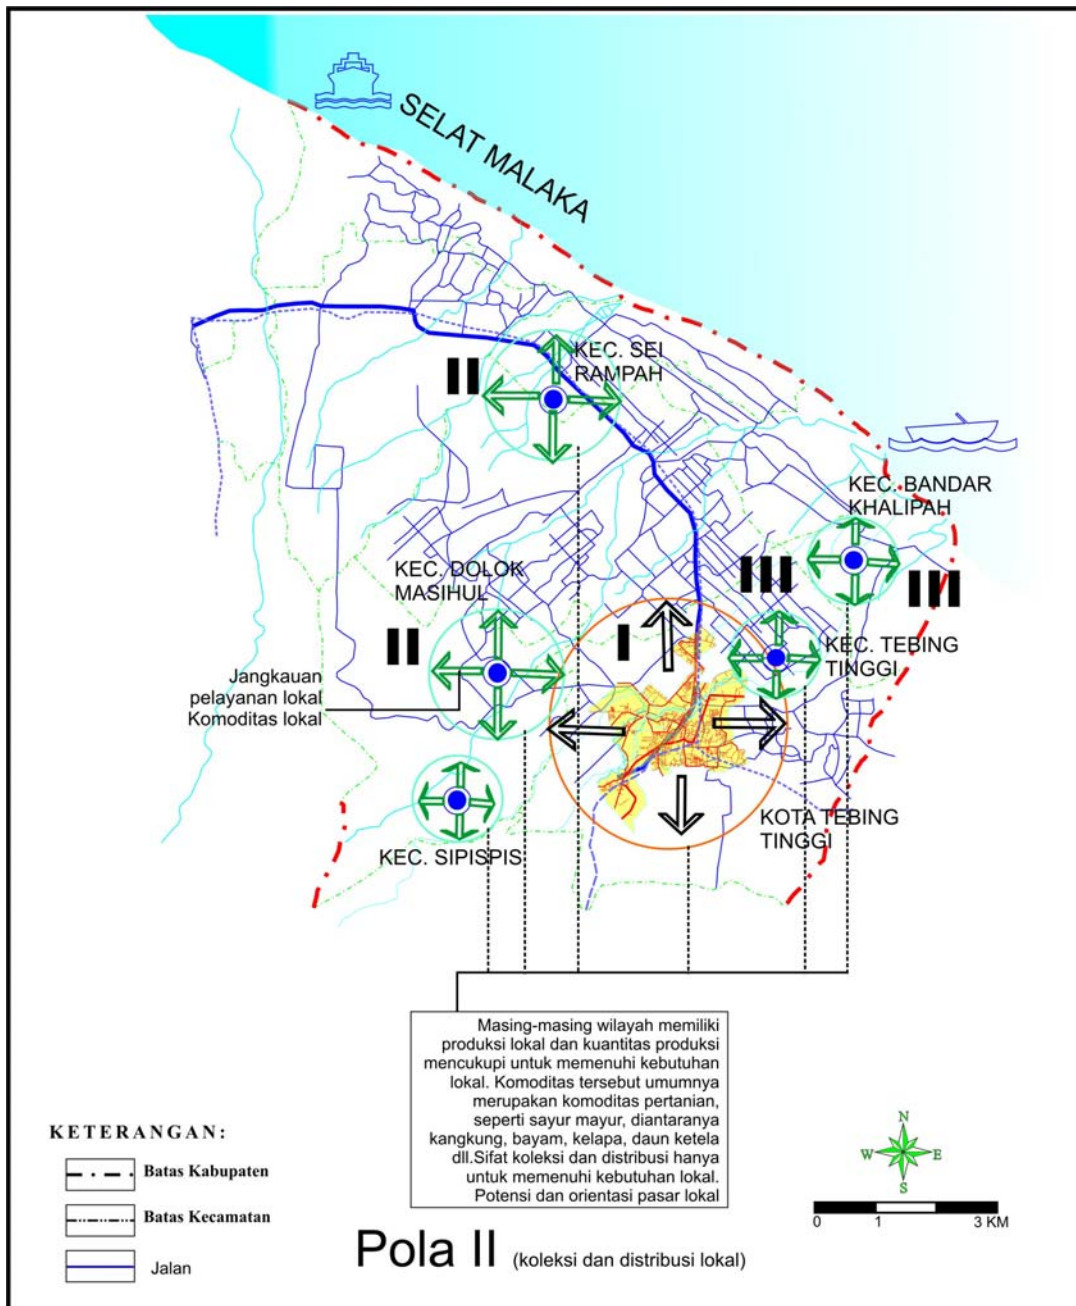 SELAT MALAKA
KEC. SEI
RAMPAH
II
KEC. BANDAR
KHALIPAH
III
III
KEC. DOLOK
MASIHUL
II
I
KEC. TEBING
TINGGI
Jangkauan
pelayanan lokal
Komoditas lokal
KOTA TEBING
TINGGI
KEC. SIPISPIS
Masing-masing wilayah memiliki
produksi lokal dan kuantitas produksi
mencukupi untuk memenuhi kebutuhan
lokal. Komoditas tersebut umumnya
merupakan komoditas pertanian,
seperti sayur mayur, diantaranya
kangkung, bayam, kelapa, daun ketela
dll.Sifat koleksi dan distribusi hanya
untuk memenuhi kebutuhan lokal.
Potensi dan orientasi pasar lokal
KETERANGAN:
Batas Kabupaten
Batas Kecamatan
Jalan
N
W E
S
0 1 3 KM
Pola II (koleksi dan distribusi lokal)